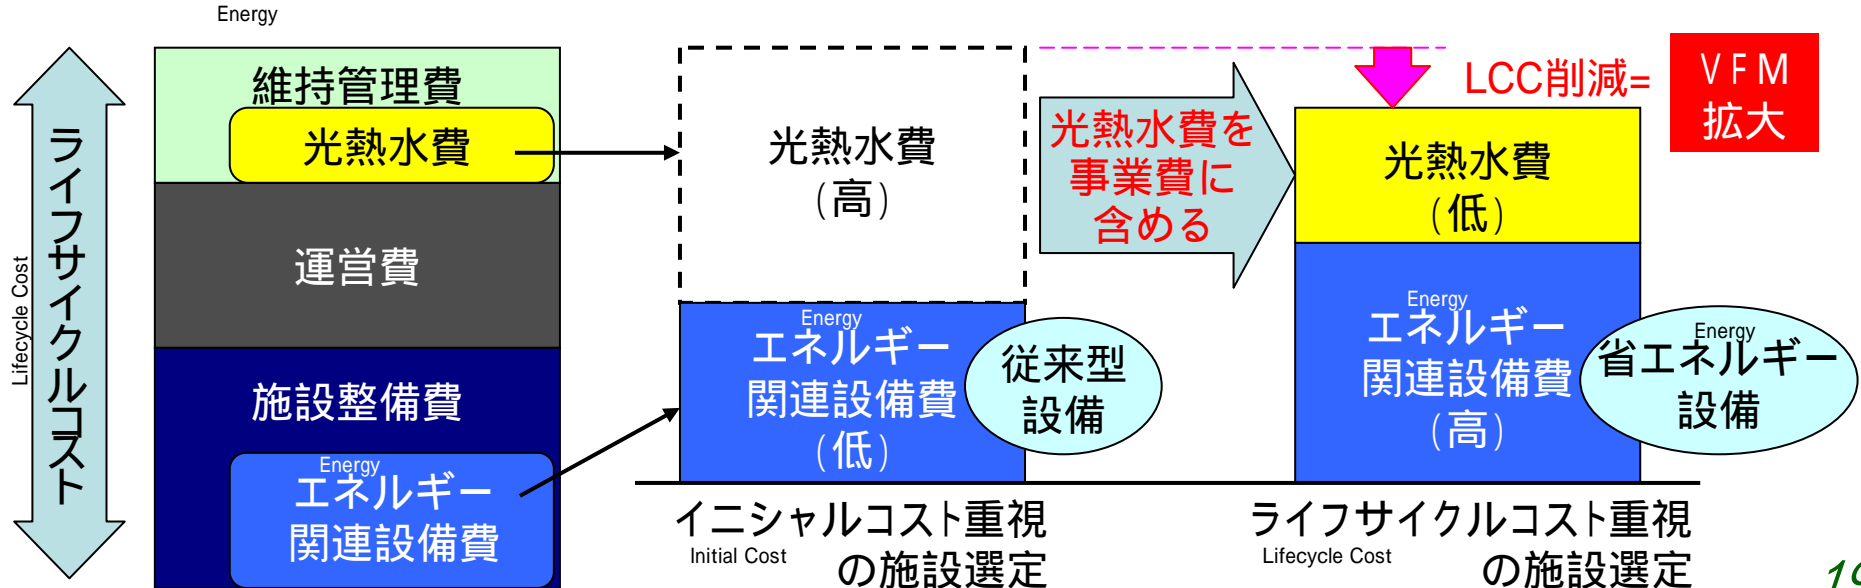 Energy
ライフサイクルコスト
Lifecycle Cost
維持管理費
光熱水費
運営費
施設整備費
Energy
エネルギー
関連設備費
光熱水費
(高)
Energy
エネルギー
関連設備費
(低)
従来型
設備
イニシャルコスト重視
Initial Cost
の施設選定
光熱水費を
事業費に
含める
LCC削減=
VFM
拡大
光熱水費
(低)
Energy
エネルギー
関連設備費
(高)
Energy
省エネルギー
設備
ライフサイクルコスト重視
Lifecycle Cost
の施設選定